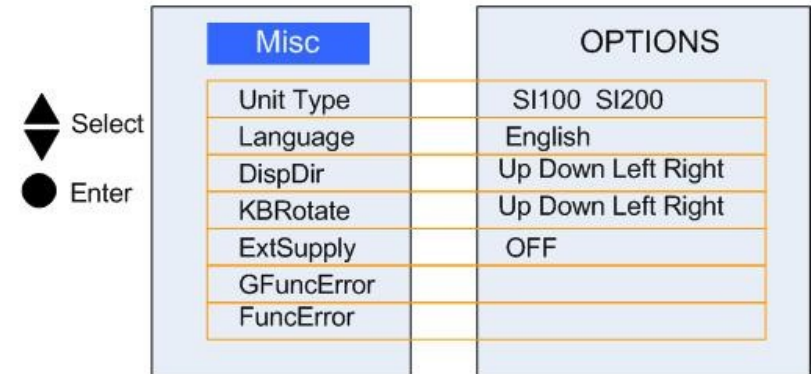 Misc OPTIONS
Select
Enter
Unit Type SI100 SI200
Language English
DispDir Up Down Left Right
KBRotate Up Down Left Right
ExtSupply OFF
GFuncError
FuncError